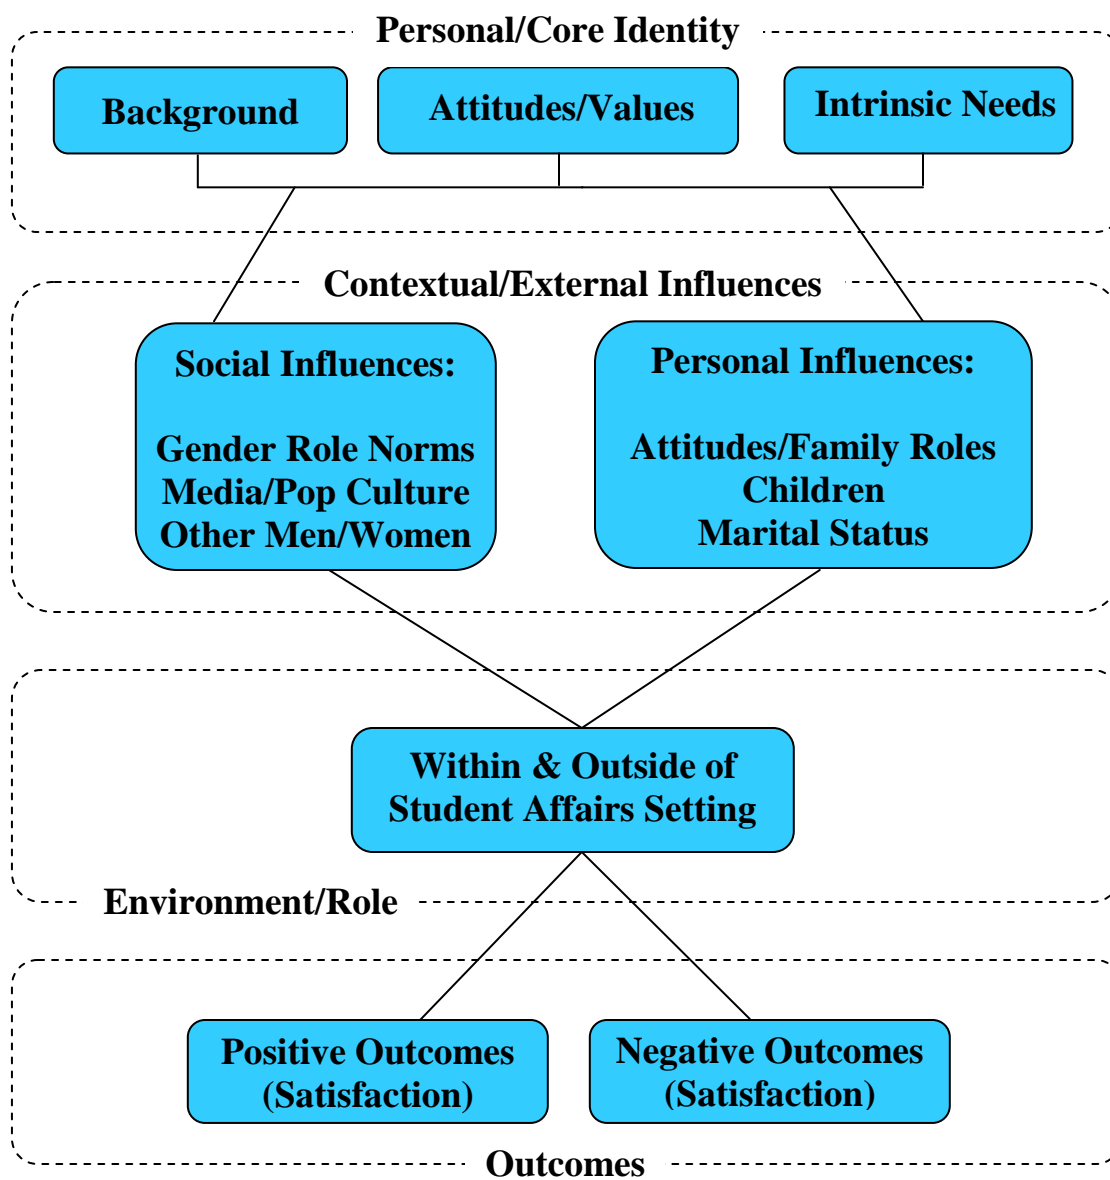 Personal/Core Identity
Background
Attitudes/Values
Intrinsic Needs
Contextual/External Influences
Social Influences:
Gender Role Norms
Media/Pop Culture
Other Men/Women
Personal Influences:
Attitudes/Family Roles
Children
Marital Status
Within & Outside of
Student Affairs Setting
Environment/Role
Positive Outcomes
(Satisfaction)
Negative Outcomes
(Satisfaction)
Outcomes